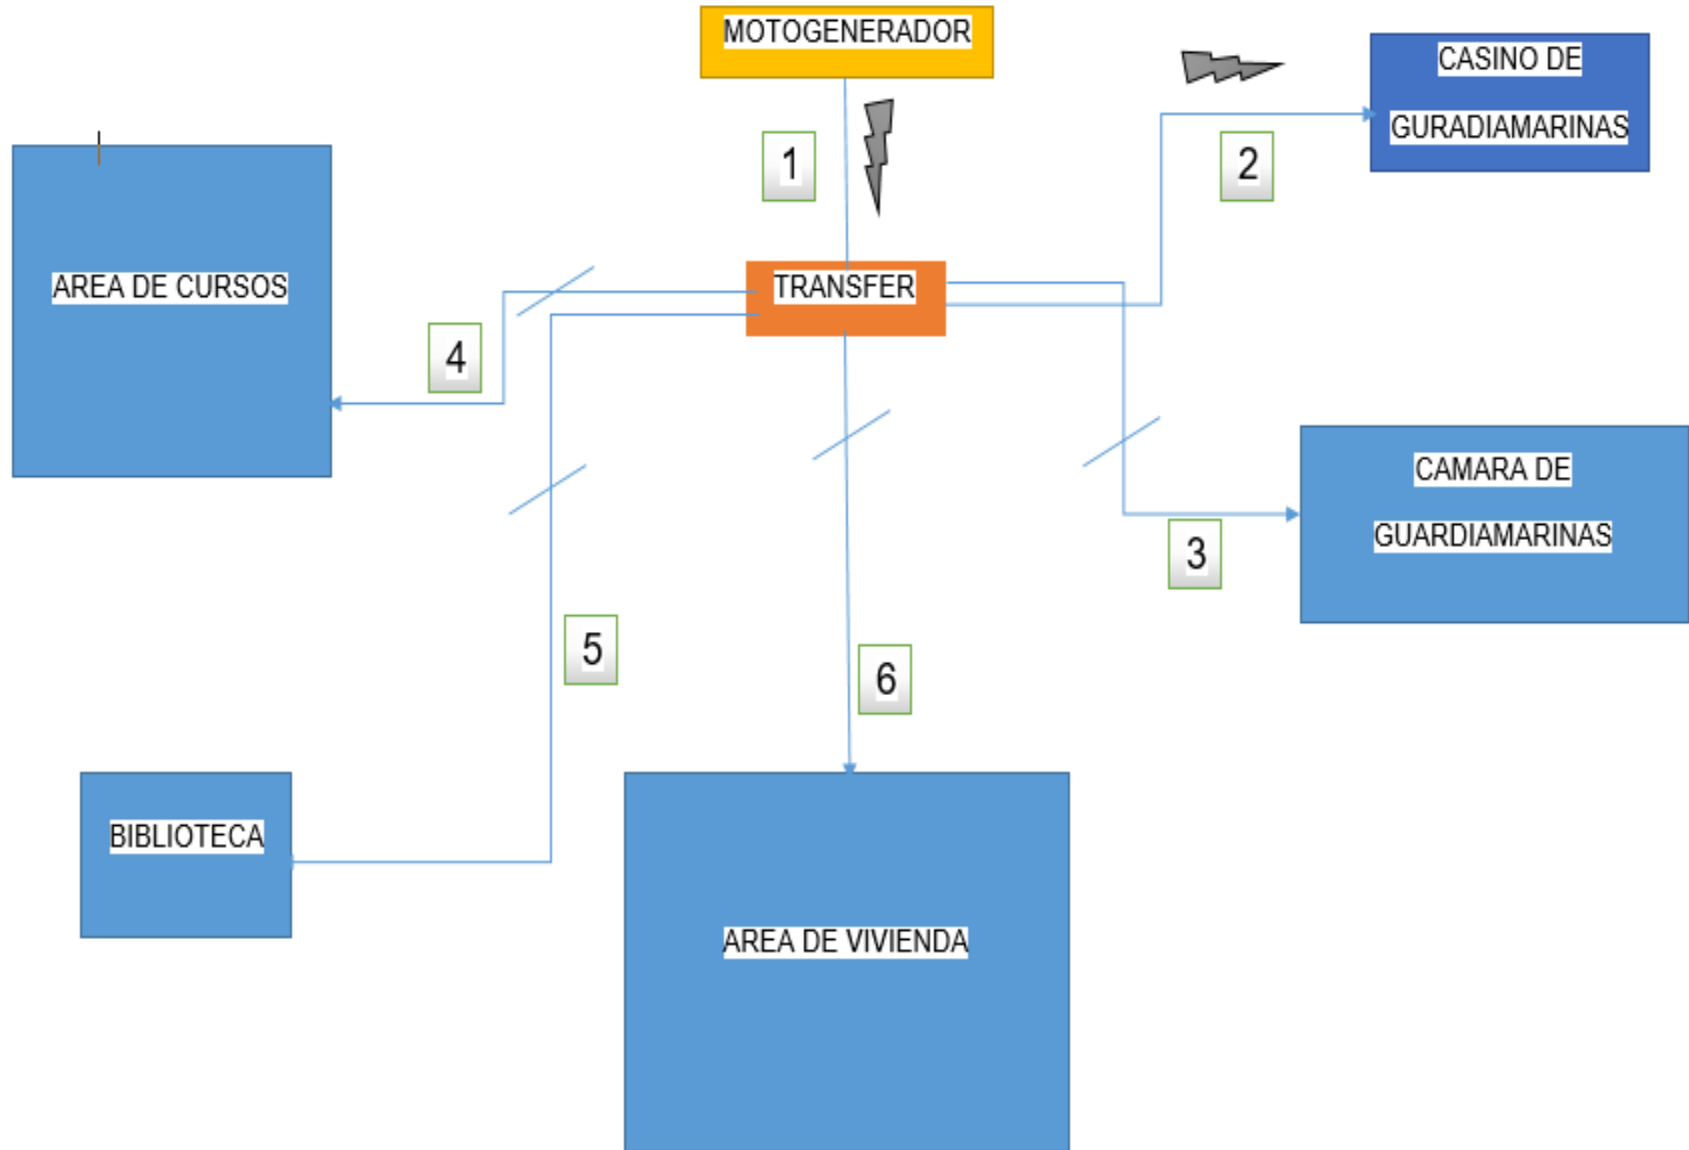 MOTOGENERADOR
CASINO DE
GURADIAMARINAS
1
2
AREA DE CURSOS
TRANSFER
4
CAMARA DE
GUARDIAMARINAS
3
5
6
BIBLIOTECA
AREA DE VIVIENDA